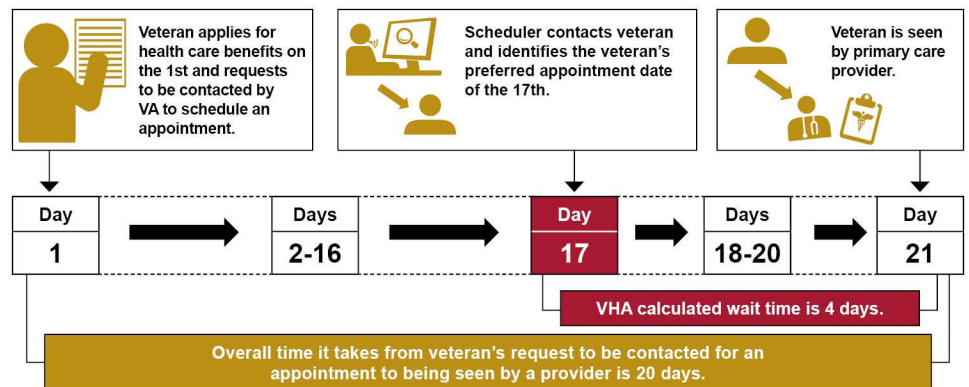 Veteran applies for
health care benefits on
the 1st and requests
to be contacted by
VA to schedule an
appointment.
Scheduler contacts veteran
and identifies the veteran's
preferred appointment date
of the 17th.
Veteran is seen
by primary care
provider.
Day
1
Days
2-16
Day
17
Days
18-20
Day
21
VHA calculated wait time is 4 days.
Overall time it takes from veteran's request to be contacted for an
appointment to being seen by a provider is 20 days.